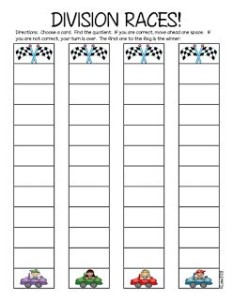 DIVISION RACES!
Directions: Choose a card. Find the quotient. If you are correct, move ahead one space. If
you are not correct, your turn is over. The first one to the flag is the winner.